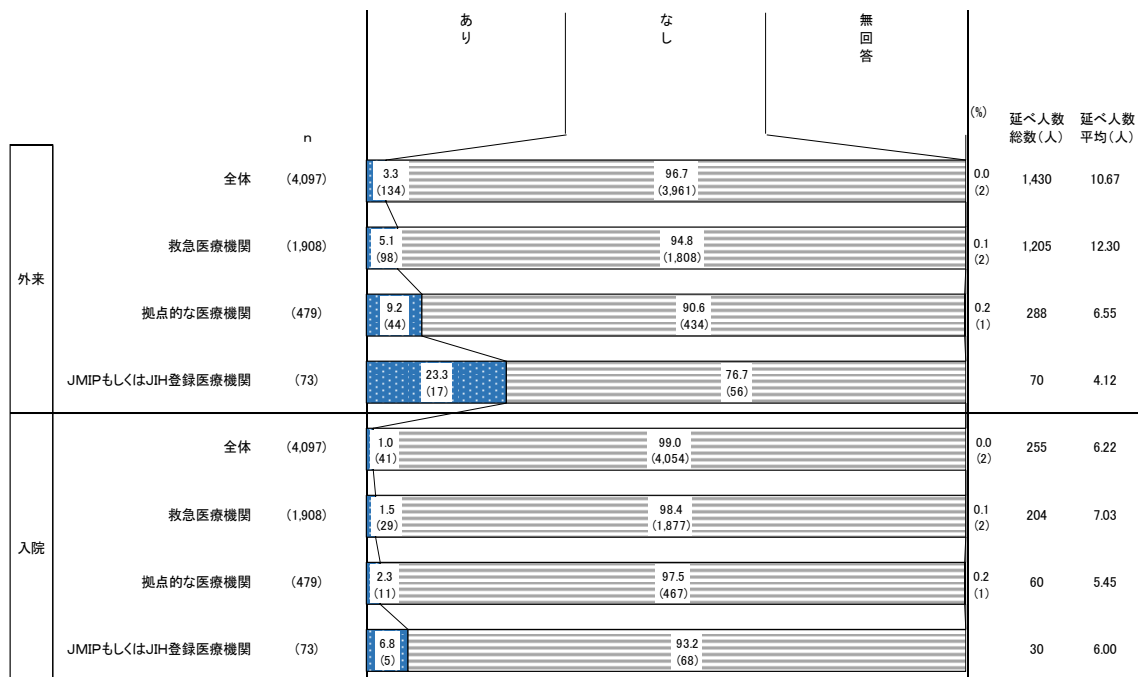 あり
なし
無回答
(%)
延べ人数 延べ人数
n 総数(人) 平均(人)
外来
全体 (4,097) 3.3 96.7 0.0 1,430 10.67
(134) (3,961) (2)
救急医療機関 (1,908) 5.1 94.8 0.1 1,205 12.30
(98) (1,808) (2)
拠点的な医療機関 (479) 9.2 90.6 0.2 288 6.55
(44) (434) (1)
JMIPもしくはJIH登録医療機関 (73) 23.3 76.7 70 4.12
(17) (56)
入院
全体 (4,097) 1.0 99.0 0.0 255 6.22
(41) (4,054) (2)
救急医療機関 (1,908) 1.5 98.4 0.1 204 7.03
(29) (1,877) (2)
拠点的な医療機関 (479) 2.3 97.5 0.2 60 5.45
(11) (467) (1)
JMIPもしくはJIH登録医療機関 (73) 6.8 93.2 30 6.00
(5) (68)